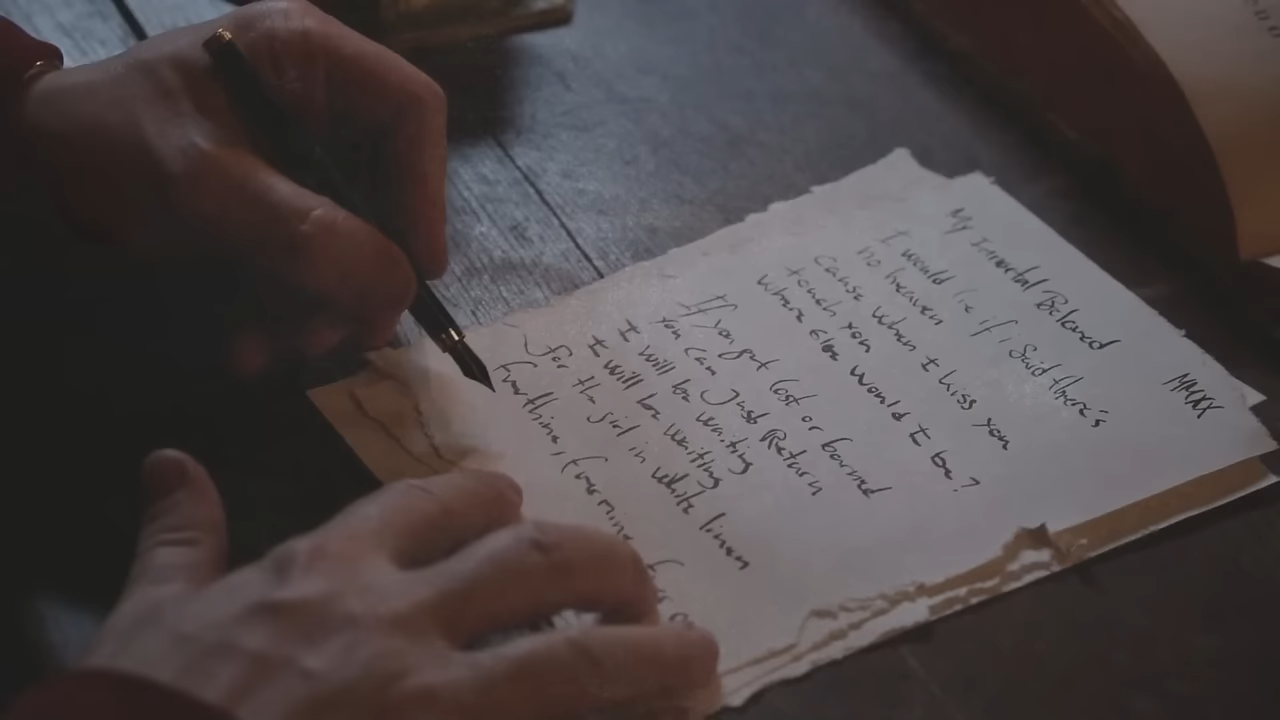 MMXX
My Immortal Beloved
I would lie if i said there's
no heaven
cause when I kiss you
touch you
where else would I be?
If you get lost or burned
you can Just Return
I will be waiting
I will be waiting
for the girl in white linen